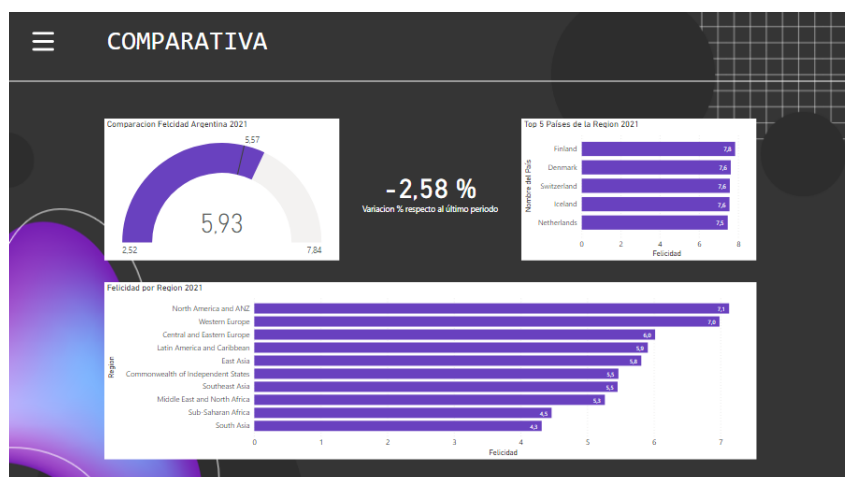 COMPARATIVA
Comparacion Felcidad Argentina 2021
5,57
5,93
2,52
7,84
-2,58 %
Variacion % respecto al último periodo
Top 5 Países de la Region 2021
Nombre del País
Finland 7,8
Denmark 7,6
Switzerland 7,6
Iceland 7,6
Netherlands 7,5
0 2 4 6 8
Felicidad
Felicidad por Region 2021
Region
North America and ANZ 7,1
Western Europe 7,0
Central and Eastern Europe 6,0
Latin America and Caribbean 5,9
East Asia 5,8
Commonwealth of Independent States 5,5
Southeast Asia 5,5
Middle East and North Africa 5,3
Sub-Saharan Africa 4,5
South Asia 4,3
0 1 2 3 4 5 6 7
Felicidad